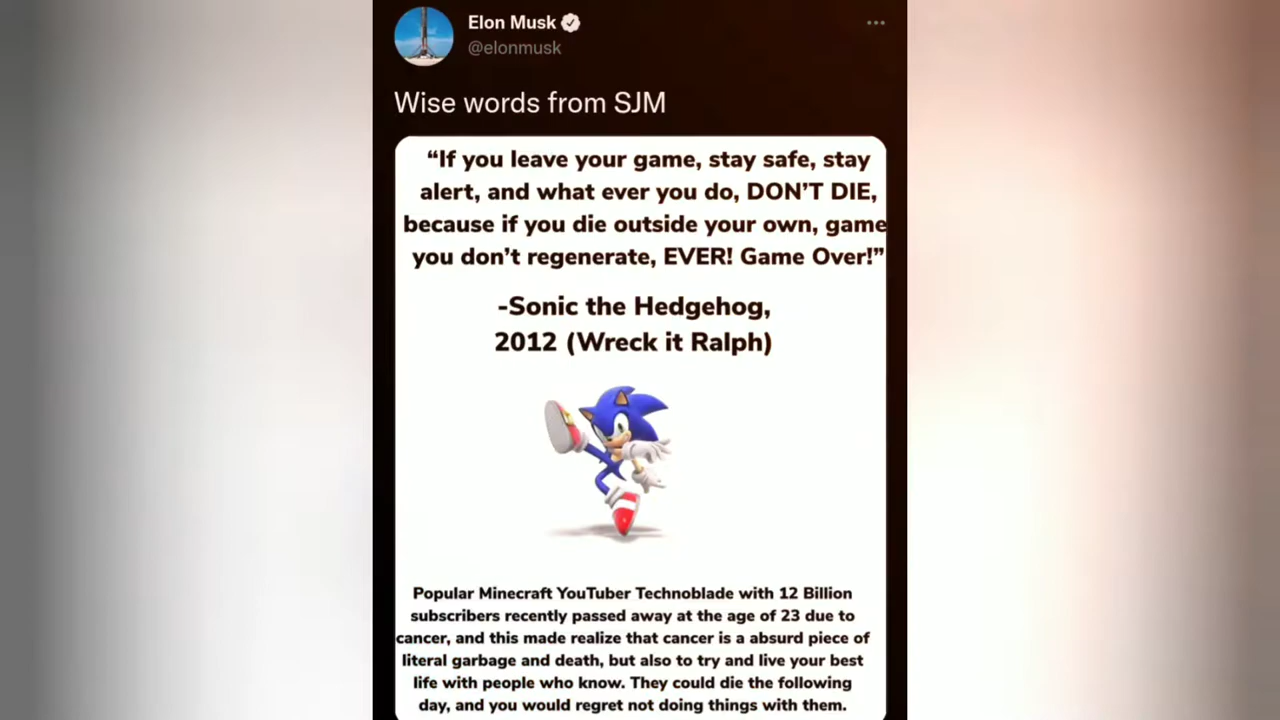 Elon Musk
@elonmusk
Wise words from SJM
“If you leave your game, stay safe, stay
alert, and what ever you do, DON’T DIE,
because if you die outside your own, game
you don’t regenerate, EVER! Game Over!”
-Sonic the Hedgehog,
2012 (Wreck it Ralph)
Popular Minecraft YouTuber Technoblade with 12 Billion
subscribers recently passed away at the age of 23 due to
cancer, and this made realize that cancer is a absurd piece of
literal garbage and death, but also to try and live your best
life with people who know. They could die the following
day, and you would regret not doing things with them.